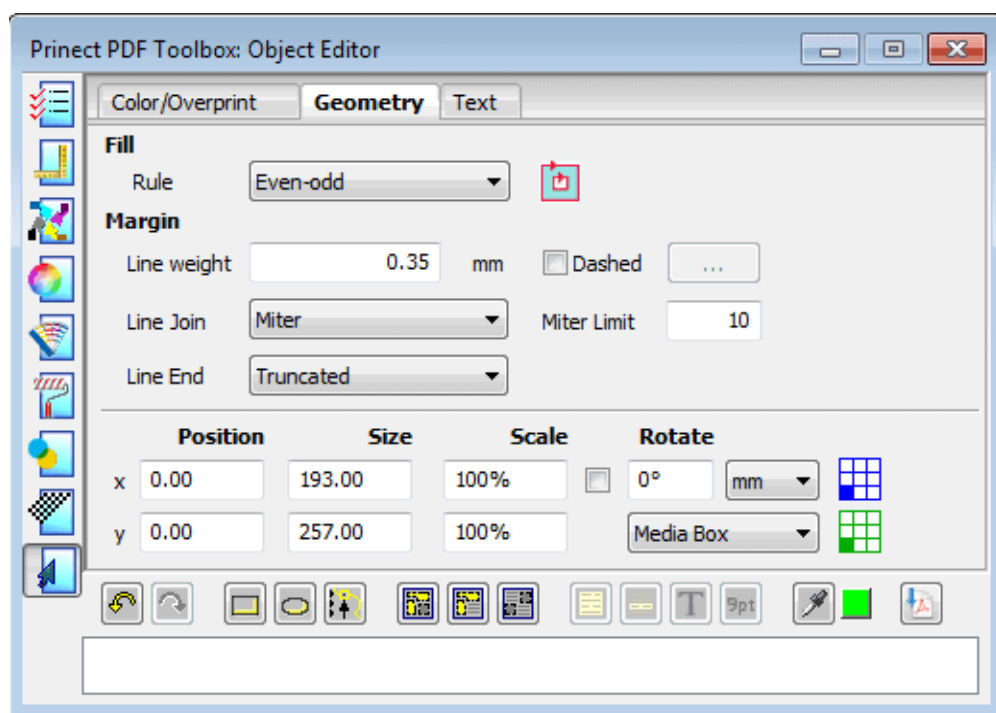 Prinect PDF Toolbox: Object Editor
Color/Overprint Geometry Text
Fill
Rule Even-odd
Margin
Line weight 0.35 mm Dashed ...
Line Join Miter Miter Limit 10
Line End Truncated
Position Size Scale Rotate
x 0.00 193.00 100% 0° mm
y 0.00 257.00 100% Media Box
T 9pt